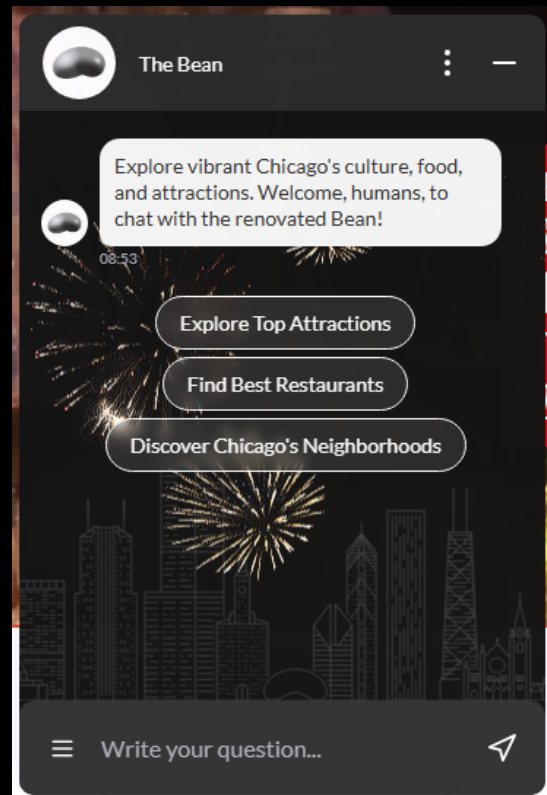 The Bean
Explore vibrant Chicago's culture, food,
and attractions. Welcome, humans, to
chat with the renovated Bean!
08:53
Explore Top Attractions
Find Best Restaurants
Discover Chicago's Neighborhoods
Write your question...